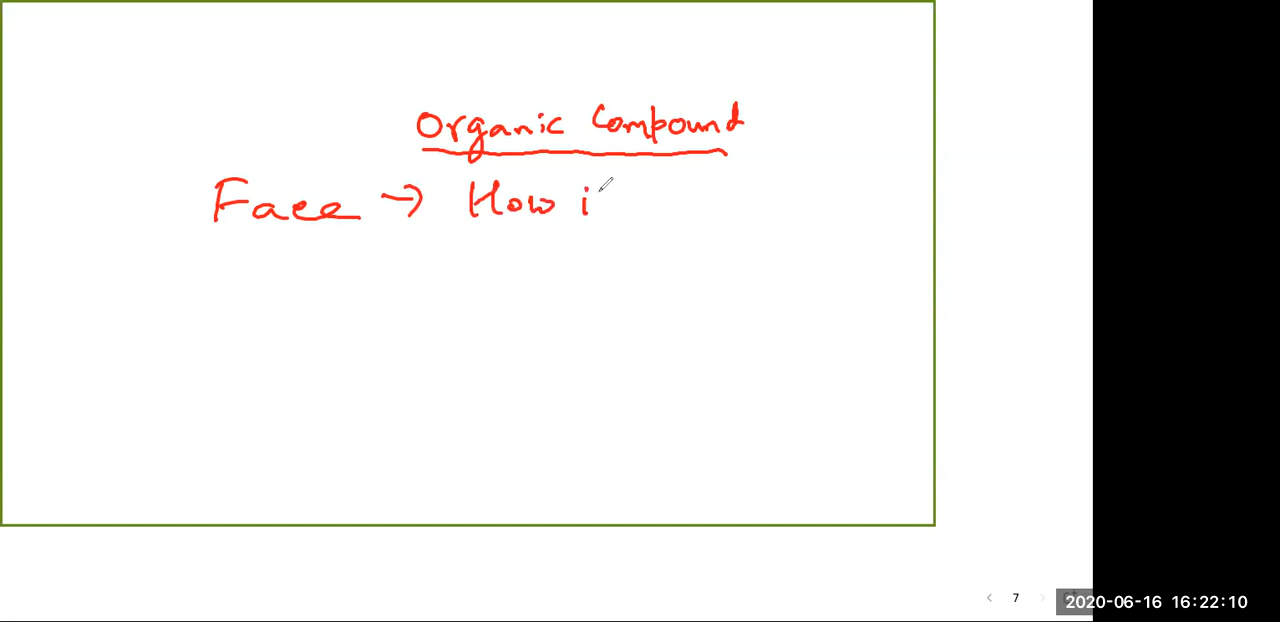 Organic Compound
Face → How i
7
2020-06-16 16:22:10